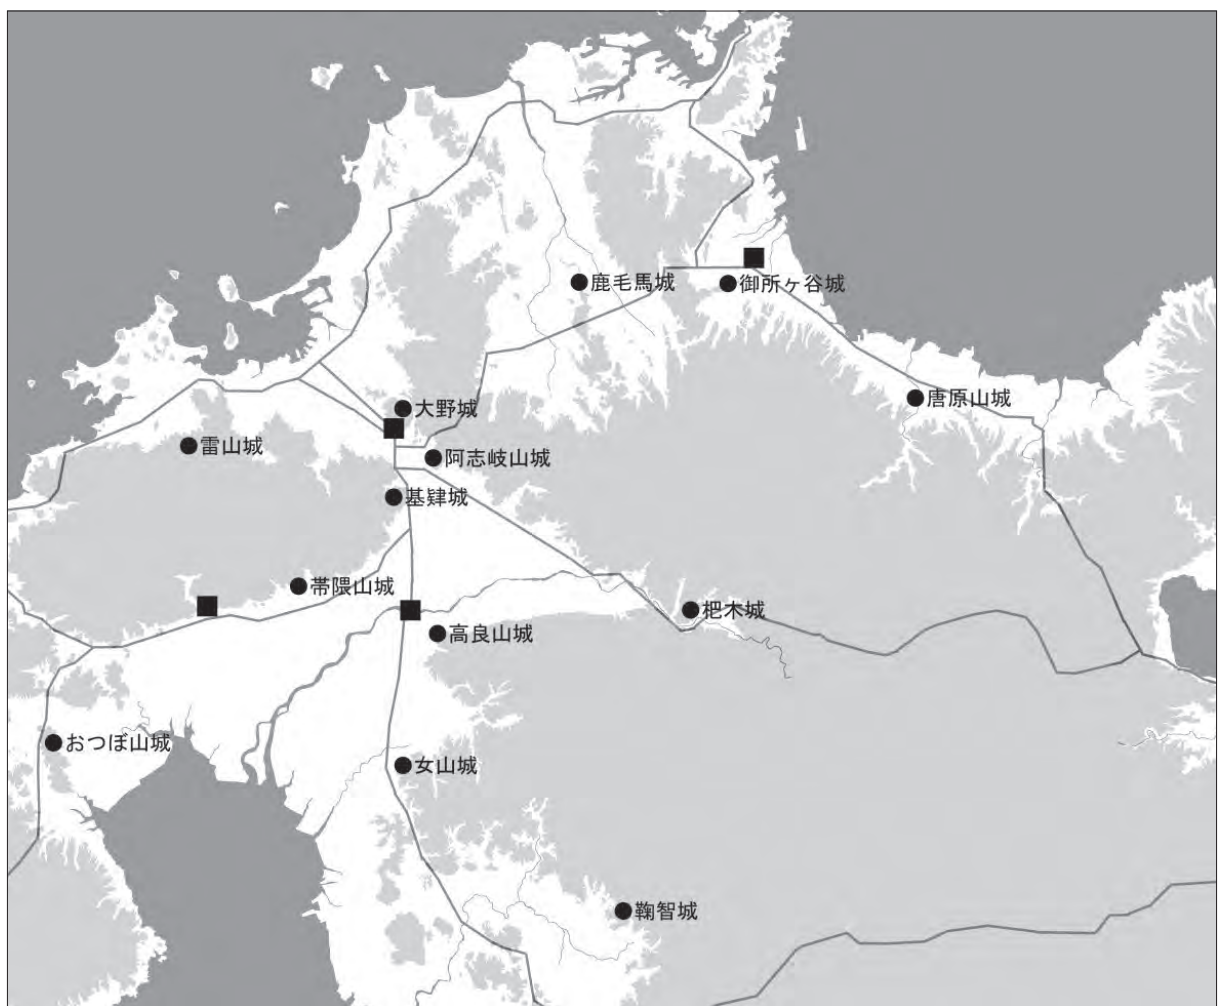 鹿毛馬城
御所ヶ谷城
大野城
唐原山城
雷山城
阿志岐山城
基肄城
帯隈山城
杷木城
高良山城
おつぼ山城
女山城
鞠智城